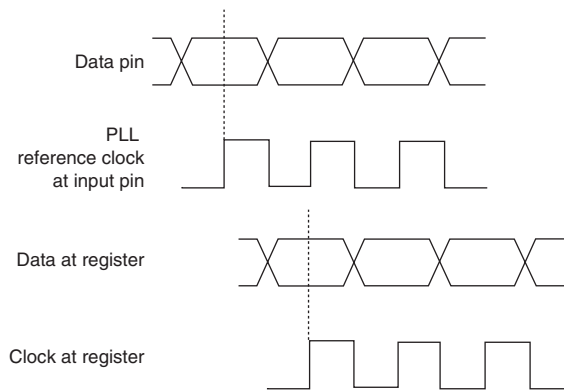 Data pin
PLL
reference clock
at input pin
Data at register
Clock at register